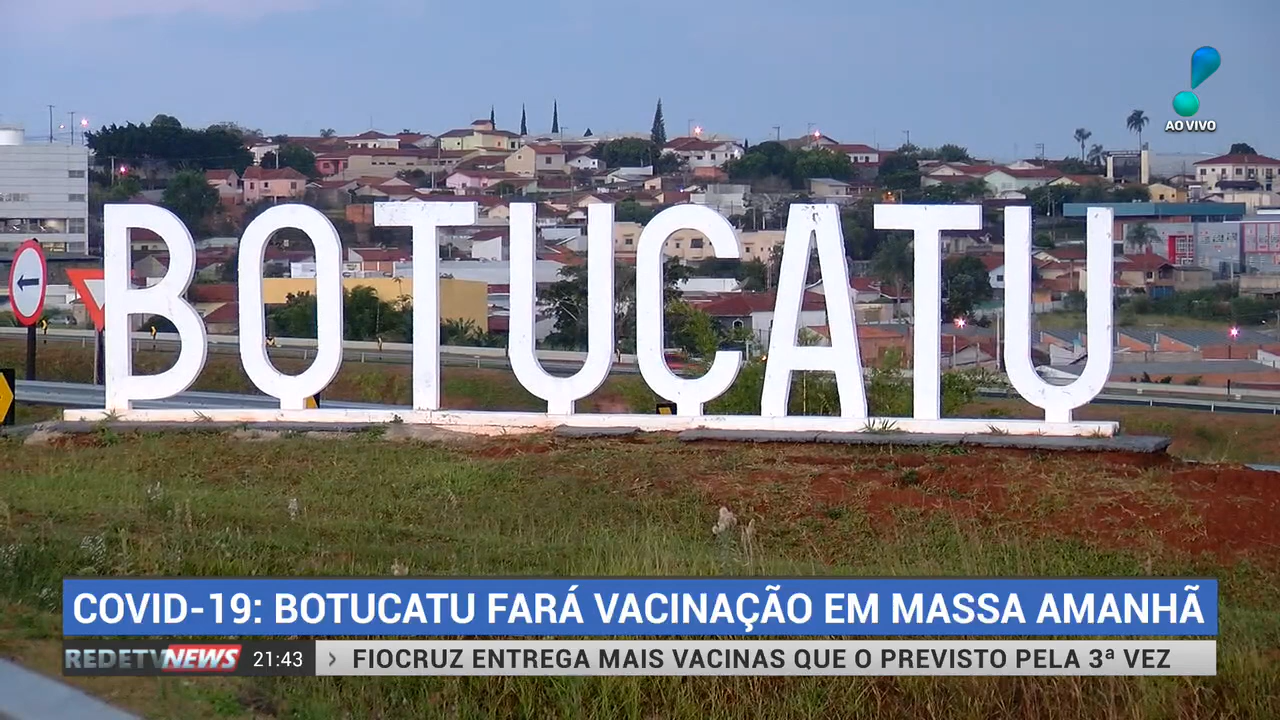 AO VIVO
BOTUCATU
COVID-19: BOTUCATU FARÁ VACINAÇÃO EM MASSA AMANHÃ
REDETV NEWS 21:43 › FIOCRUZ ENTREGA MAIS VACINAS QUE O PREVISTO PELA 3ª VEZ